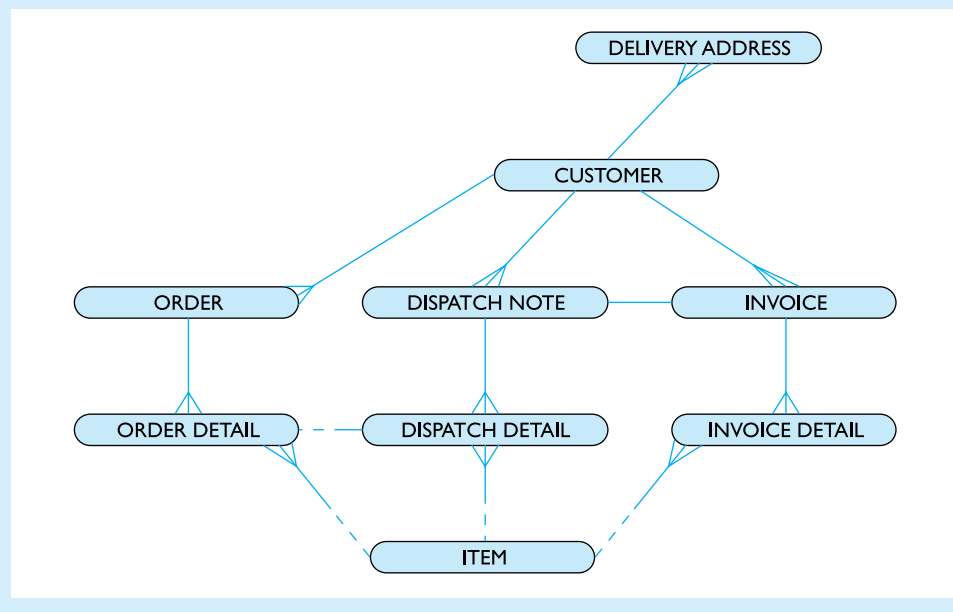 DELIVERY ADDRESS
CUSTOMER
ORDER
DISPATCH NOTE
INVOICE
ORDER DETAIL
DISPATCH DETAIL
INVOICE DETAIL
ITEM